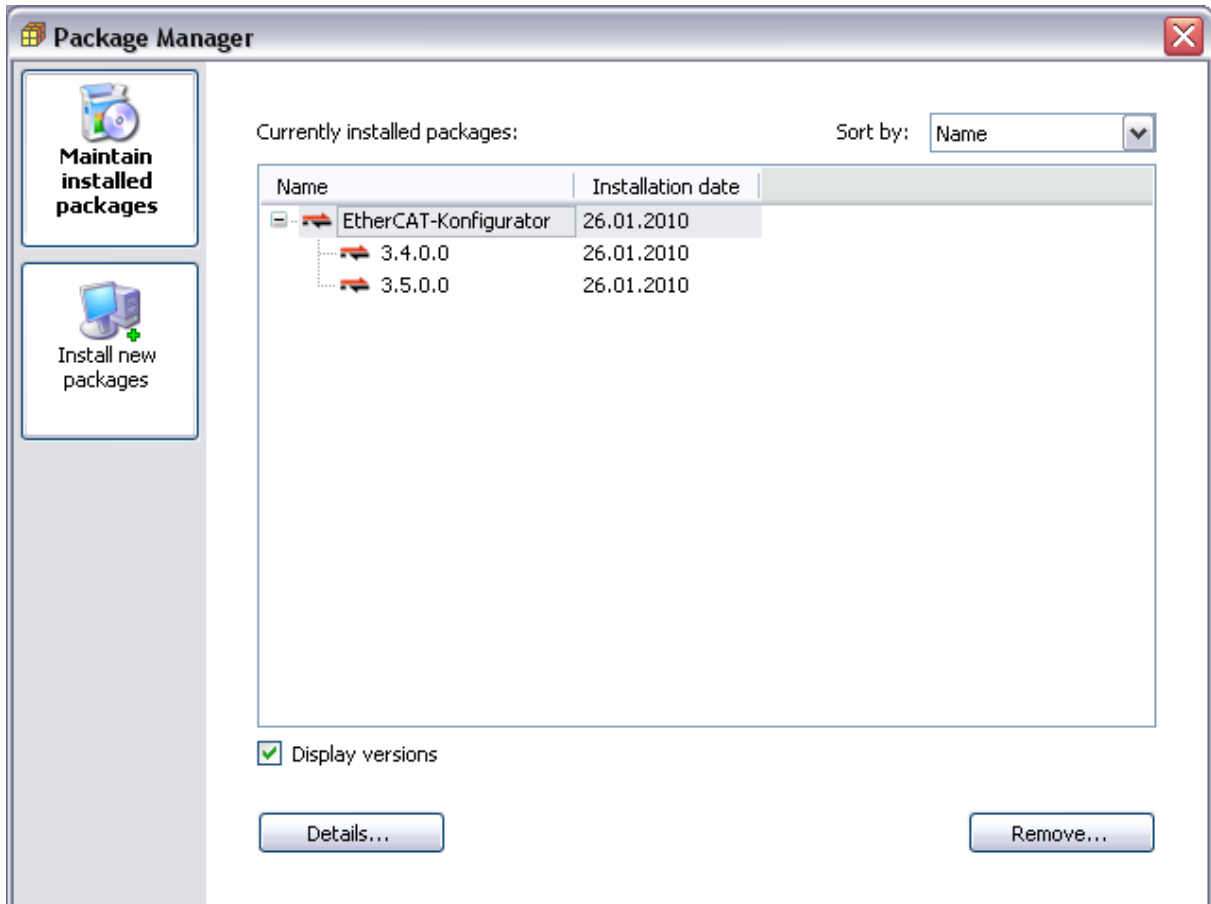 Package Manager
Maintain
installed
packages
Install new
packages
Currently installed packages:
Sort by: Name
Name Installation date
EtherCAT-Konfigurator 26.01.2010
3.4.0.0 26.01.2010
3.5.0.0 26.01.2010
Display versions
Details... Remove...